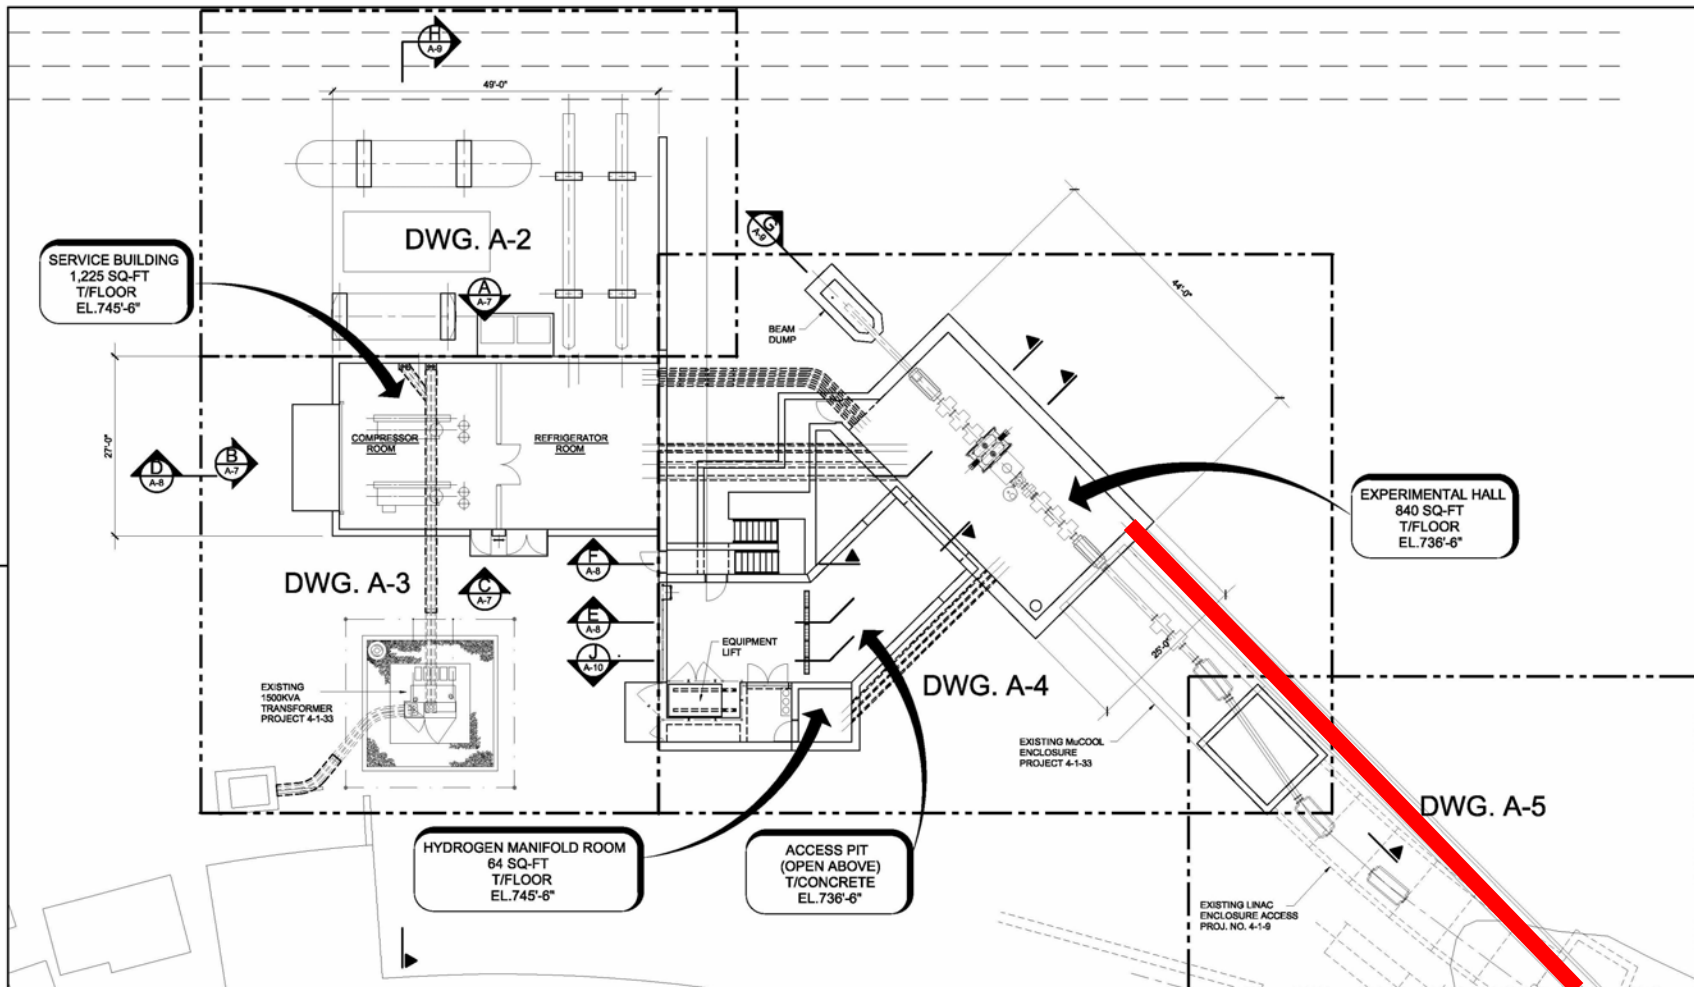 H
A-9
49'-0"
DWG. A-2
G
A-9
44'-0"
SERVICE BUILDING
1,225 SQ-FT
T/FLOOR
EL.745'-6"
A
A-7
BEAM
DUMP
27'-0"
COMPRESSOR
ROOM
REFRIGERATOR
ROOM
D
A-8
B
A-7
EXPERIMENTAL HALL
840 SQ-FT
T/FLOOR
EL.736'-6"
DWG. A-3
C
A-7
F
A-8
E
A-8
J
A-10
EQUIPMENT
LIFT
25'-0"
DWG. A-4
EXISTING
1500KVA
TRANSFORMER
PROJECT 4-1-33
EXISTING MuCOOL
ENCLOSURE
PROJECT 4-1-33
DWG. A-5
HYDROGEN MANIFOLD ROOM
64 SQ-FT
T/FLOOR
EL.745'-6"
ACCESS PIT
(OPEN ABOVE)
T/CONCRETE
EL.736'-6"
EXISTING LINAC
ENCLOSURE ACCESS
PROJ. NO. 4-1-9